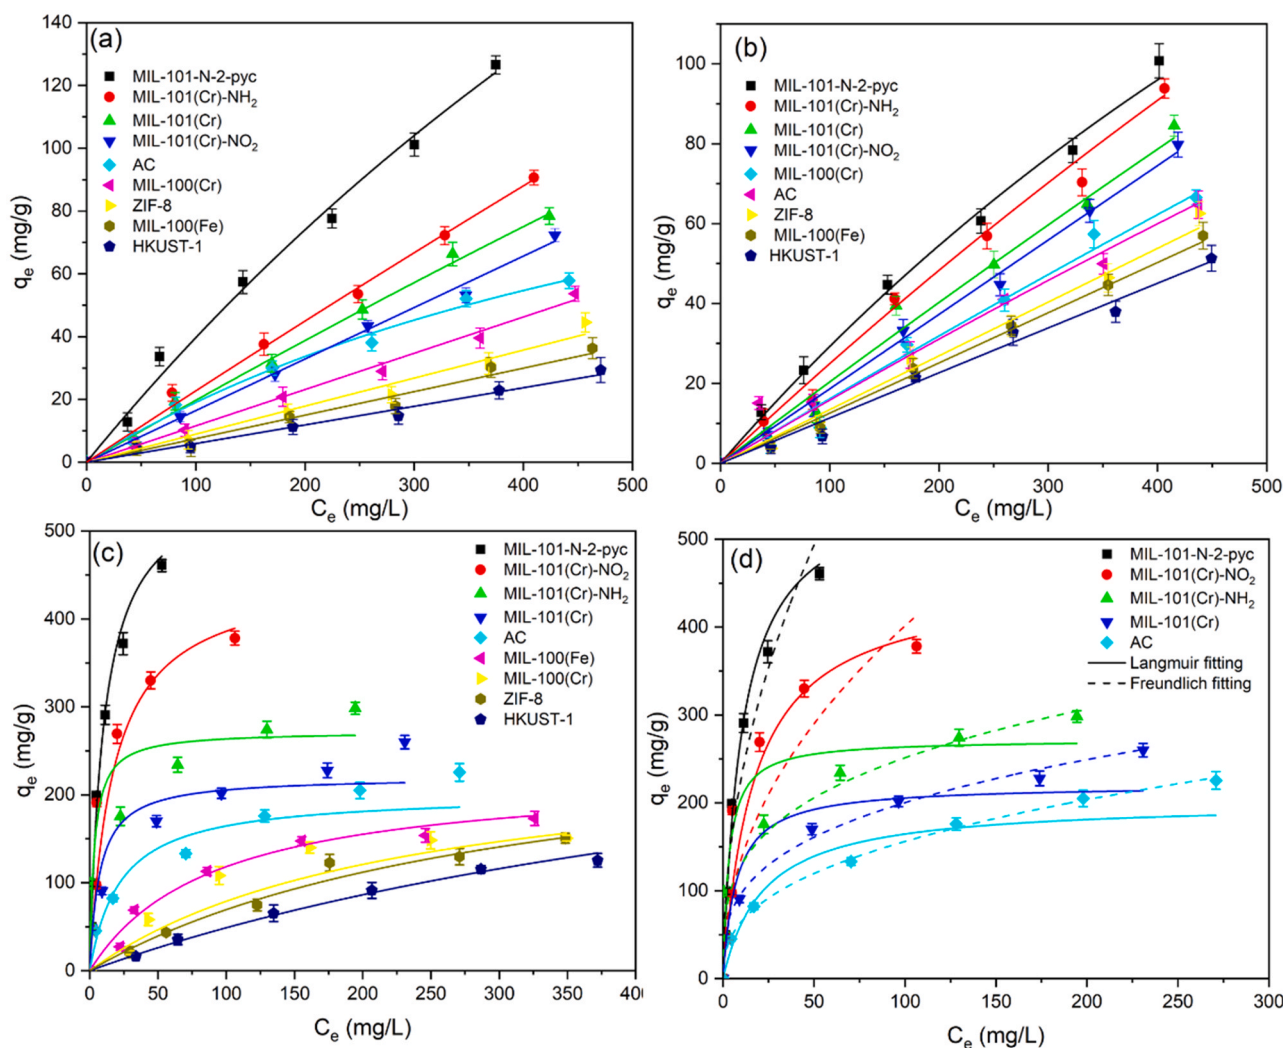 (a)
140
120
100
80
60
40
20
0
qe (mg/g)
MIL-101-N-2-pyc
MIL-101(Cr)-NH2
MIL-101(Cr)
MIL-101(Cr)-NO2
AC
MIL-100(Cr)
ZIF-8
MIL-100(Fe)
HKUST-1
0 100 200 300 400 500
Ce (mg/L)
(b)
100
80
60
40
20
0
qe (mg/g)
MIL-101-N-2-pyc
MIL-101(Cr)-NH2
MIL-101(Cr)
MIL-101(Cr)-NO2
MIL-100(Cr)
AC
ZIF-8
MIL-100(Fe)
HKUST-1
0 100 200 300 400 500
Ce (mg/L)
(c)
500
400
300
200
100
0
qe (mg/g)
MIL-101-N-2-pyc
MIL-101(Cr)-NO2
MIL-101(Cr)-NH2
MIL-101(Cr)
AC
MIL-100(Fe)
MIL-100(Cr)
ZIF-8
HKUST-1
0 50 100 150 200 250 300 350 400
Ce (mg/L)
(d)
500
400
300
200
100
0
qe (mg/g)
MIL-101-N-2-pyc
MIL-101(Cr)-NO2
MIL-101(Cr)-NH2
MIL-101(Cr)
AC
Langmuir fitting
Freundlich fitting
0 50 100 150 200 250 300
Ce (mg/L)